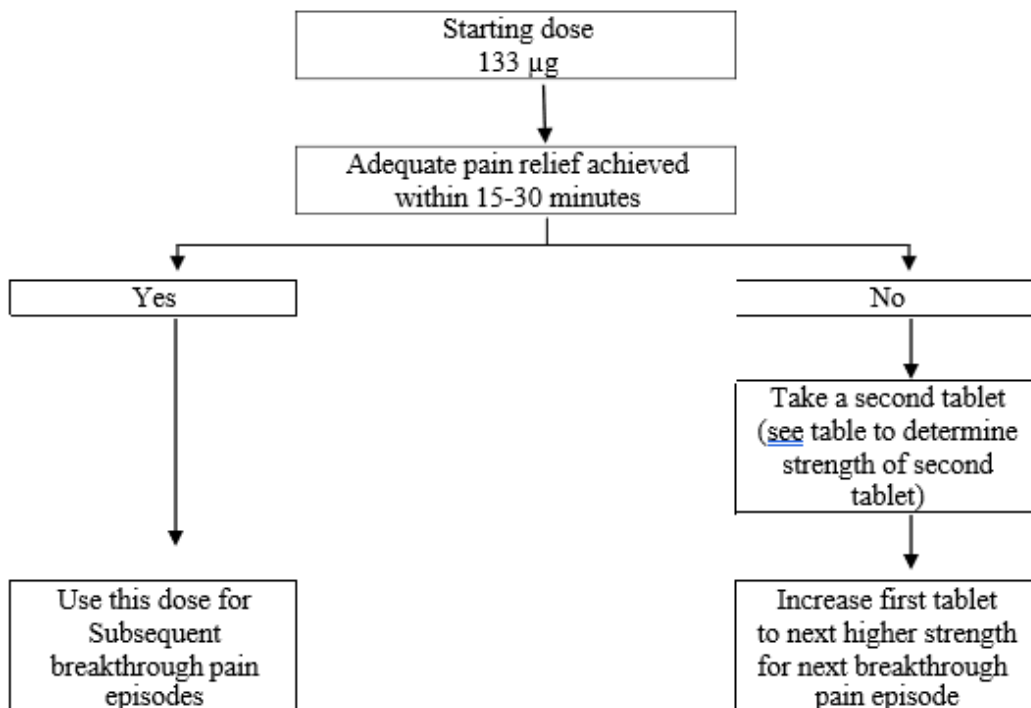 Starting dose
133 µg
Adequate pain relief achieved
within 15-30 minutes
Yes
No
Take a second tablet
(see table to determine
strength of second
tablet)
Use this dose for
Subsequent
breakthrough pain
episodes
Increase first tablet
to next higher strength
for next breakthrough
pain episode